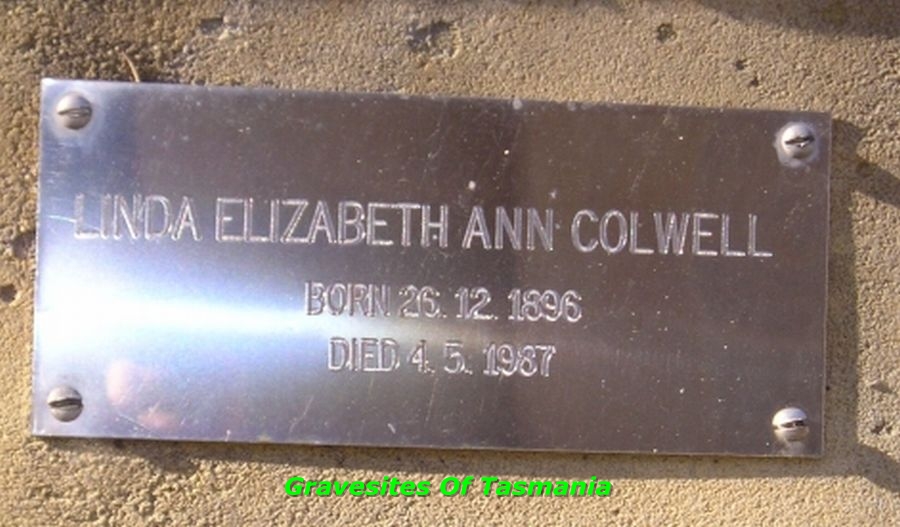 LINDA ELIZABETH ANN COLWELL
BORN 26. 12. 1896
DIED 4. 5. 1987
Gravesites Of Tasmania